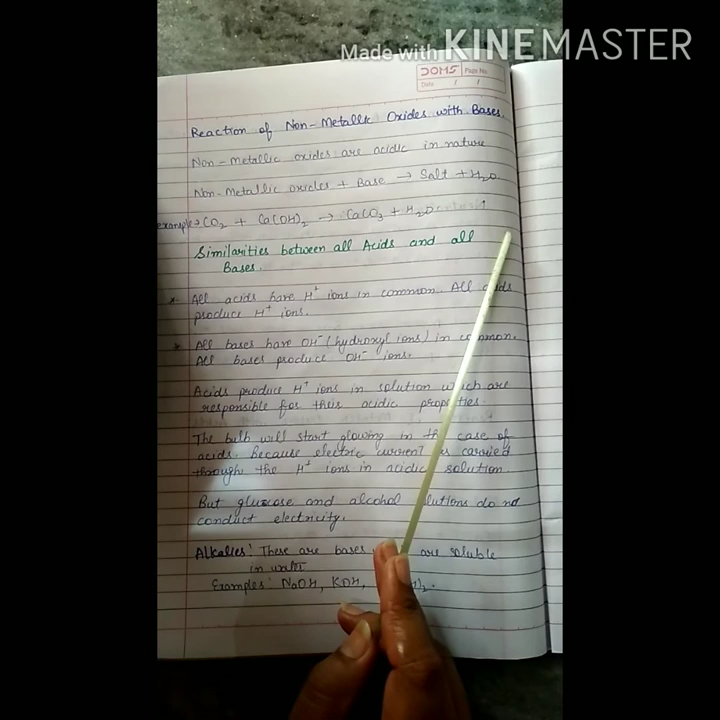 Made with KINEMASTER
DOMS Page No.
Date / /
Reaction of Non-Metallic Oxides with Bases.
Non-metallic oxides are acidic in nature
Non-Metallic oxides + Base → Salt + H₂O
example → CO₂ + Ca(OH)₂ → CaCO₃ + H₂O
Similarities between all Acids and all
Bases.
* All acids have H⁺ ions in common. All
produce H⁺ ions.
* All bases have OH⁻ (hydroxyl ions) in common.
All bases produce OH⁻ ions.
Acids produce H⁺ ions in solution which are
responsible for their acidic properties.
The bulb will start glowing in the case of
acids. Because electric current is carried
through the H⁺ ions in acidic solution.
But glucose and alcohol do not
conduct electricity.
Alkalies: These are bases are soluble
in water
Examples: NaOH, KOH,